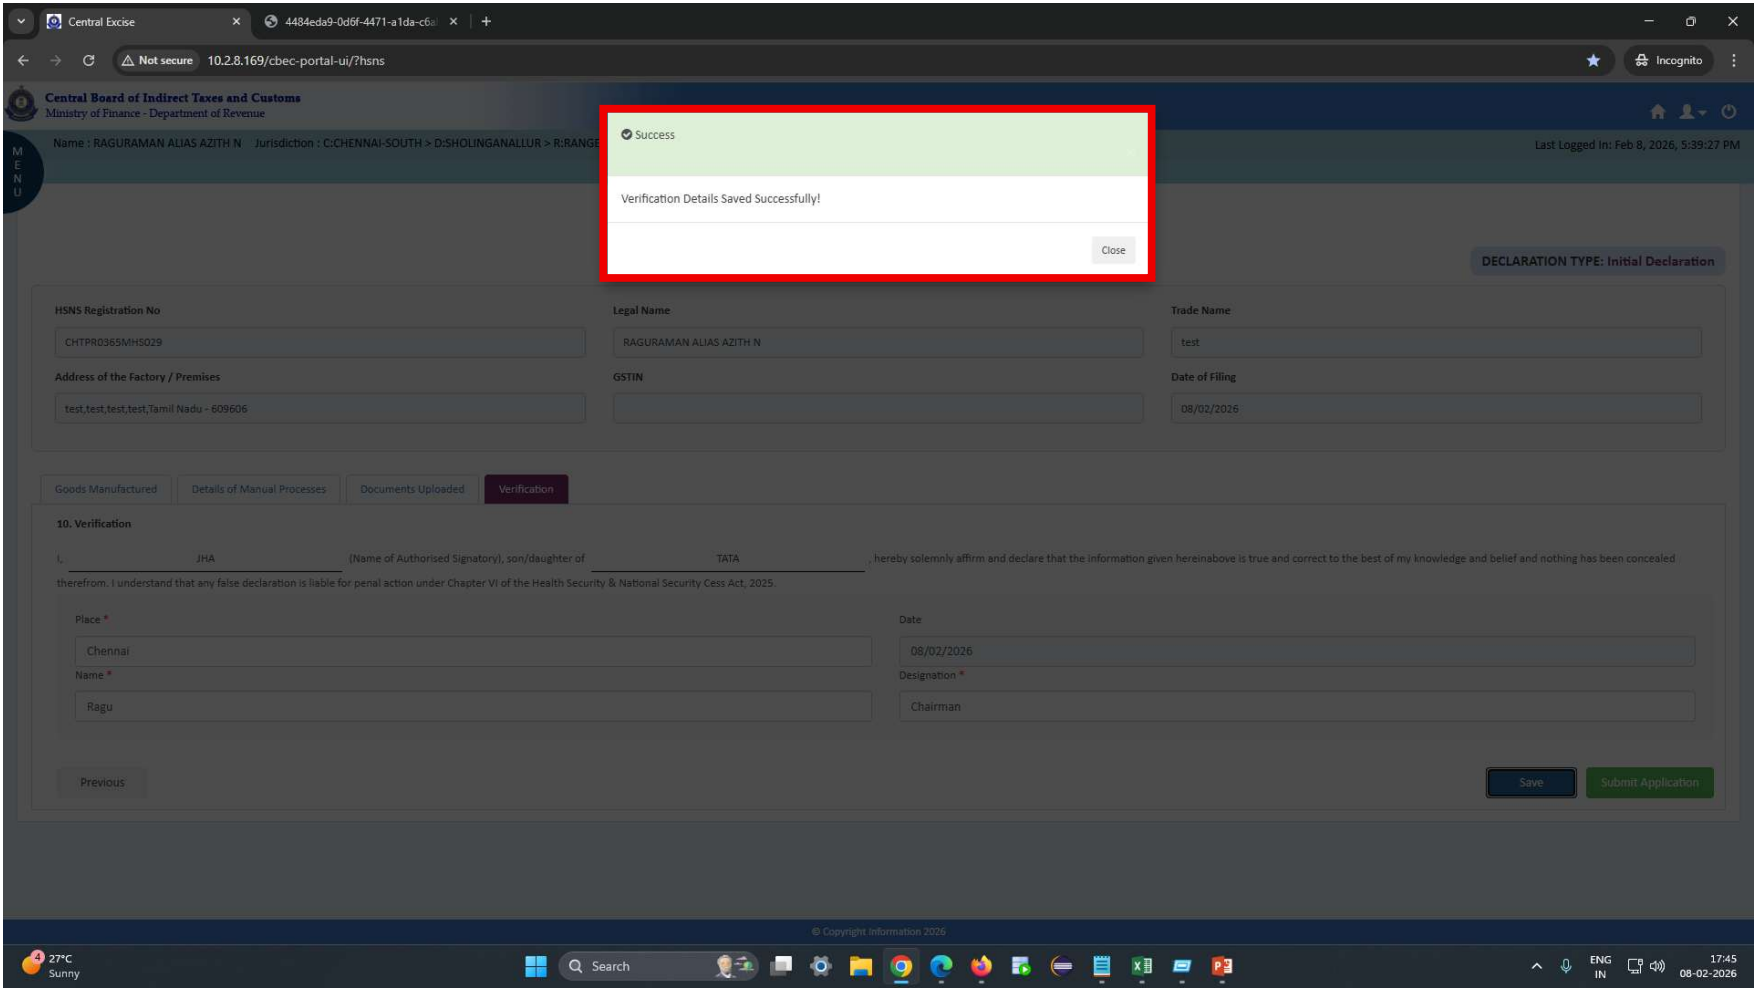 Central Excise
4484eda9-0d6f-4471-a1da-c6a
Not secure 10.2.8.169/cbec-portal-ui/?hsns
Incognito
Central Board of Indirect Taxes and Customs
Ministry of Finance - Department of Revenue
MENU
Name : RAGURAMAN ALIAS AZITH N Jurisdiction : C:CHENNAI-SOUTH > D:SHOLINGANALLUR > R:RANGE
Last Logged In: Feb 8, 2026, 5:39:27 PM
Success
Verification Details Saved Successfully!
Close
DECLARATION TYPE: Initial Declaration
HSNS Registration No Legal Name Trade Name
CHTPR0365MHS029 RAGURAMAN ALIAS AZITH N test
Address of the Factory / Premises GSTIN Date of Filing
test,test,test,test,Tamil Nadu - 609606 08/02/2026
Goods Manufactured Details of Manual Processes Documents Uploaded Verification
10. Verification
I, JHA (Name of Authorised Signatory), son/daughter of TATA , hereby solemnly affirm and declare that the information given hereinabove is true and correct to the best of my knowledge and belief and nothing has been concealed
therefrom. I understand that any false declaration is liable for penal action under Chapter VI of the Health Security & National Security Cess Act, 2025.
Place * Date
Chennai 08/02/2026
Name * Designation *
Ragu Chairman
Previous Save Submit Application
© Copyright Information 2026
4 27°C
Sunny
Search
ENG
IN
17:45
08-02-2026